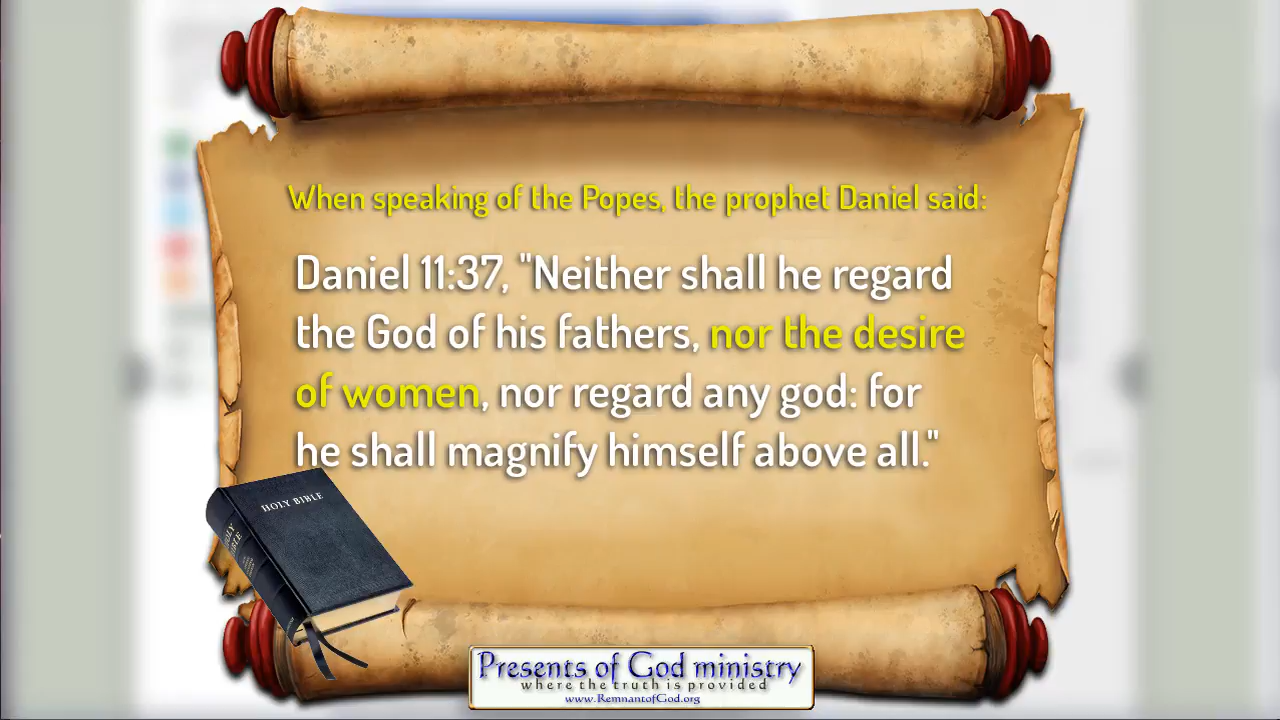 When speaking of the Popes, the prophet Daniel said:
Daniel 11:37, "Neither shall he regard
the God of his fathers, nor the desire
of women, nor regard any god: for
he shall magnify himself above all."
HOLY BIBLE
HOLY BIBLE
Presents of God ministry
where the truth is provided
www.RemnantofGod.org